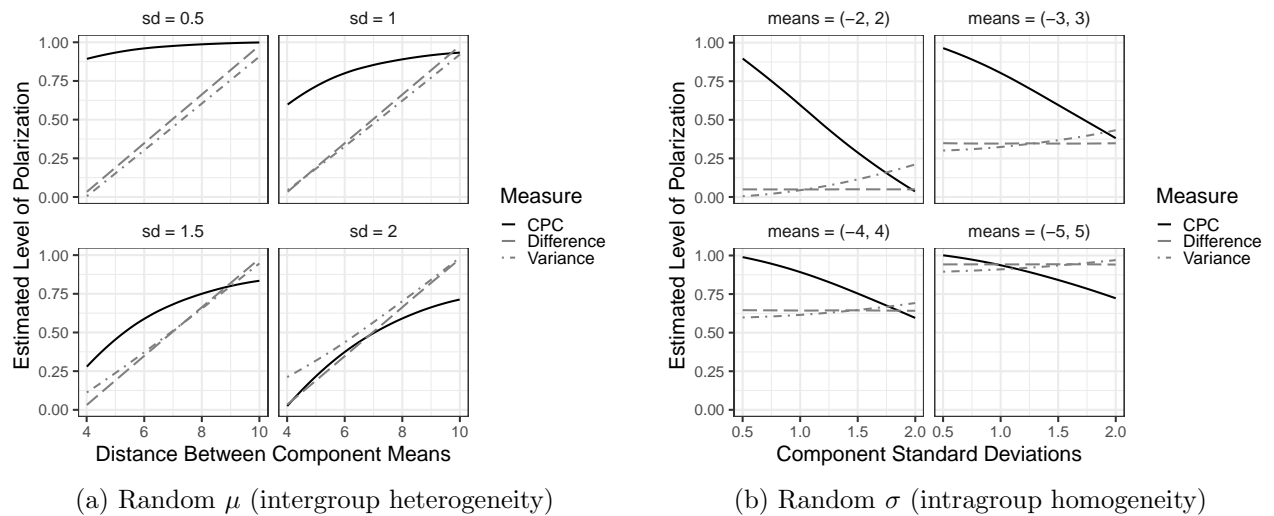 sd = 0.5
sd = 1
1.00
0.75
0.50
0.25
0.00
sd = 1.5
sd = 2
1.00
0.75
0.50
0.25
0.00
4 6 8 10 4 6 8 10
Distance Between Component Means
Estimated Level of Polarization
Measure
CPC
Difference
Variance
(a) Random μ (intergroup heterogeneity)
means = (−2, 2)
means = (−3, 3)
1.00
0.75
0.50
0.25
0.00
means = (−4, 4)
means = (−5, 5)
1.00
0.75
0.50
0.25
0.00
0.5 1.0 1.5 2.0 0.5 1.0 1.5 2.0
Component Standard Deviations
Estimated Level of Polarization
Measure
CPC
Difference
Variance
(b) Random σ (intragroup homogeneity)